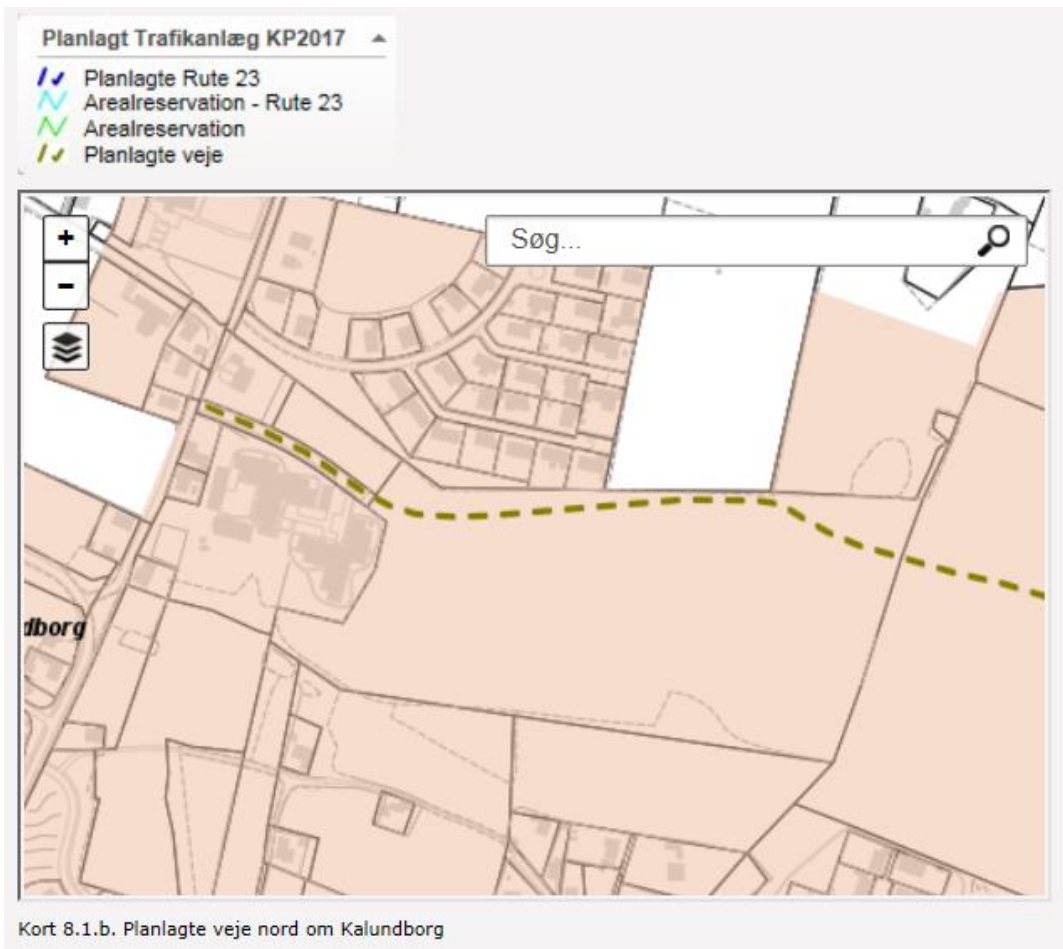 Planlagt Trafikanlæg KP2017
Planlagte Rute 23
Arealreservation - Rute 23
Arealreservation
Planlagte veje
+
Søg...
-
dborg
Kort 8.1.b. Planlagte veje nord om Kalundborg